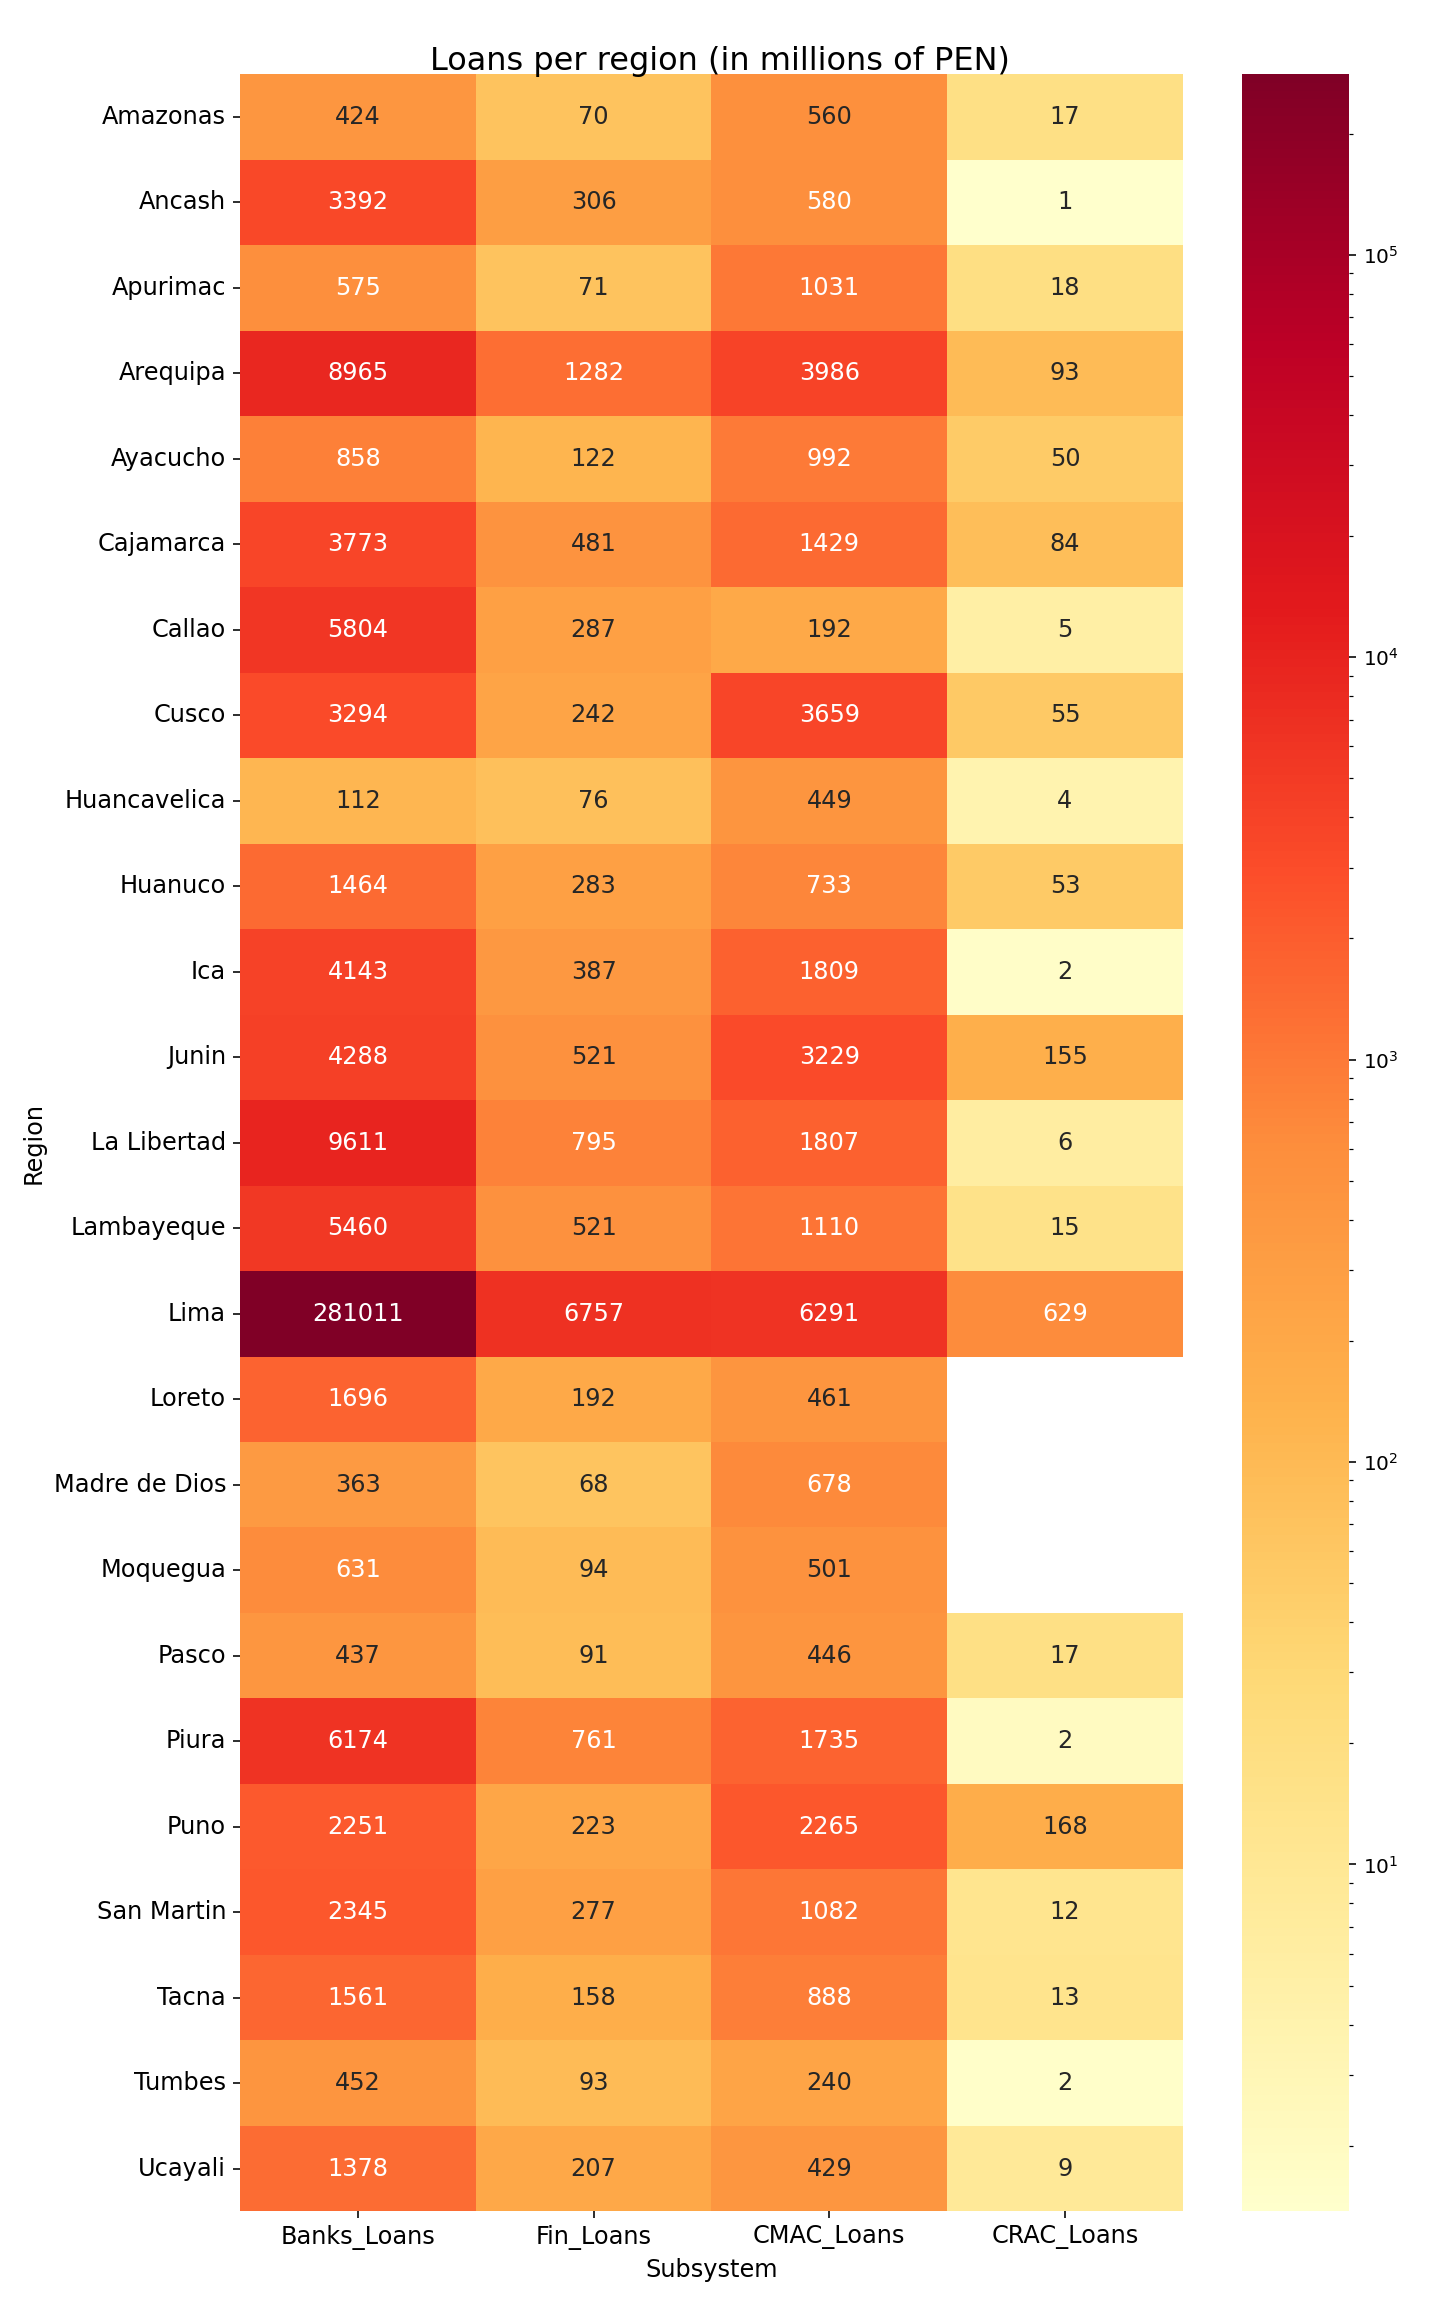 Loans per region (in millions of PEN)
Amazonas 424 70 560 17
Ancash 3392 306 580 1
Apurimac 575 71 1031 18
Arequipa 8965 1282 3986 93
Ayacucho 858 122 992 50
Cajamarca 3773 481 1429 84
Callao 5804 287 192 5
Cusco 3294 242 3659 55
Huancavelica 112 76 449 4
Huanuco 1464 283 733 53
Ica 4143 387 1809 2
Junin 4288 521 3229 155
La Libertad 9611 795 1807 6
Lambayeque 5460 521 1110 15
Lima 281011 6757 6291 629
Loreto 1696 192 461
Madre de Dios 363 68 678
Moquegua 631 94 501
Pasco 437 91 446 17
Piura 6174 761 1735 2
Puno 2251 223 2265 168
San Martin 2345 277 1082 12
Tacna 1561 158 888 13
Tumbes 452 93 240 2
Ucayali 1378 207 429 9
Banks_Loans Fin_Loans CMAC_Loans CRAC_Loans
Subsystem
Region
10⁵
10⁴
10³
10²
10¹